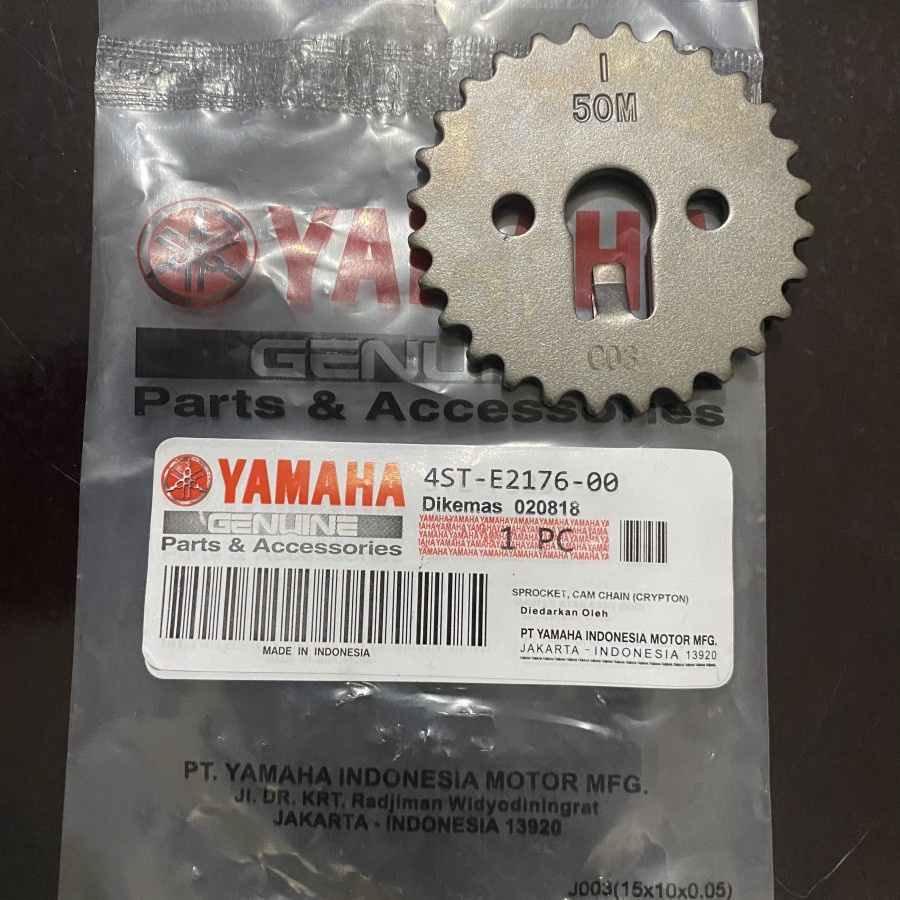 I
50M
C03
YAMAHA
GENUINE
Parts & Accessories
YAMAHA
GENUINE
Parts & Accessories
4ST-E2176-00
Dikemas 020818
YAMAHAYAMAHAYAMAHAYAMAHAYAMAHAYA
1 PC
SPROCKET, CAM CHAIN (CRYPTON)
Diedarkan Oleh
PT YAMAHA INDONESIA MOTOR MFG.
JAKARTA - INDONESIA 13920
MADE IN INDONESIA
PT. YAMAHA INDONESIA MOTOR MFG.
Jl. DR. KRT. Radjiman Widyodiningrat
JAKARTA - INDONESIA 13920
J003(15x10x0.05)